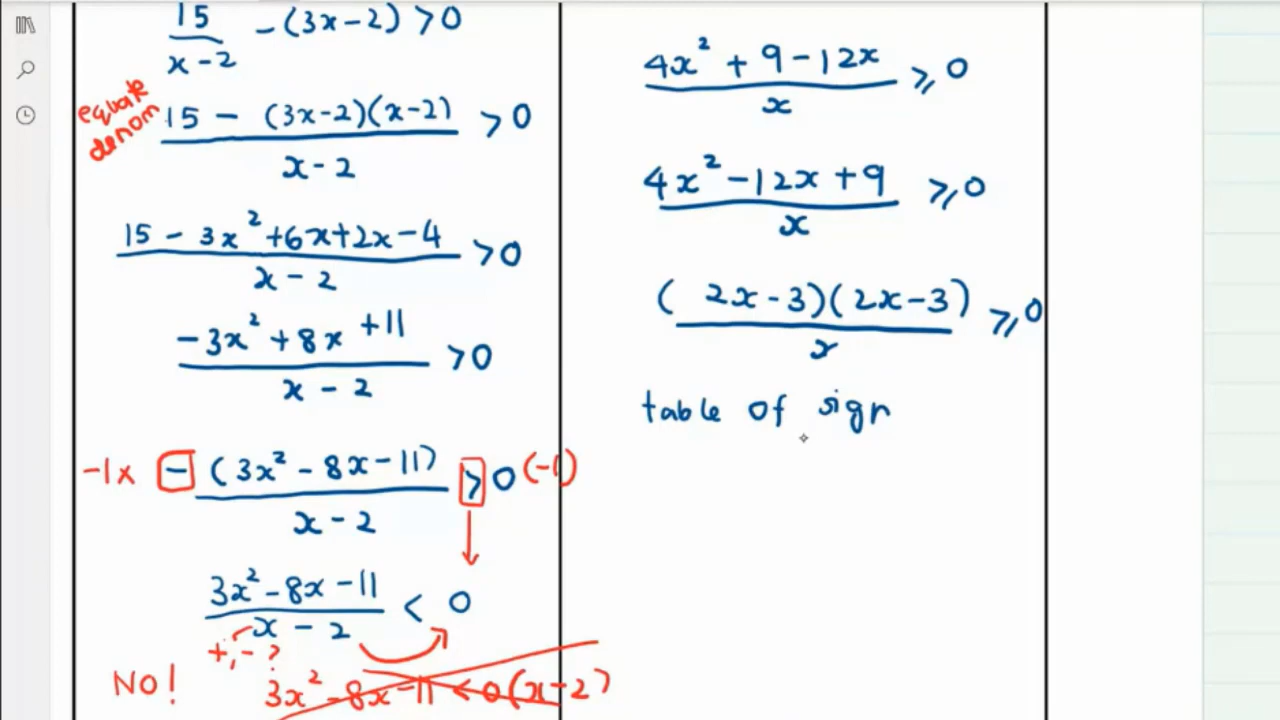 15/(x-2) -(3x-2) >0
equate denom
(15 - (3x-2)(x-2))/(x-2) >0
(15 - 3x² +6x+2x-4)/(x-2) >0
(-3x² + 8x +11)/(x-2) >0
-1x -(3x² - 8x -11)/(x-2) >0 (-1)
(3x² -8x -11)/(x-2) < 0
+,- ?
NO! 3x² -8x -11 < 0(x-2)
(4x² + 9 -12x)/x ⩾ 0
(4x² -12x +9)/x ⩾ 0
((2x-3)(2x-3))/x ⩾ 0
table of sign